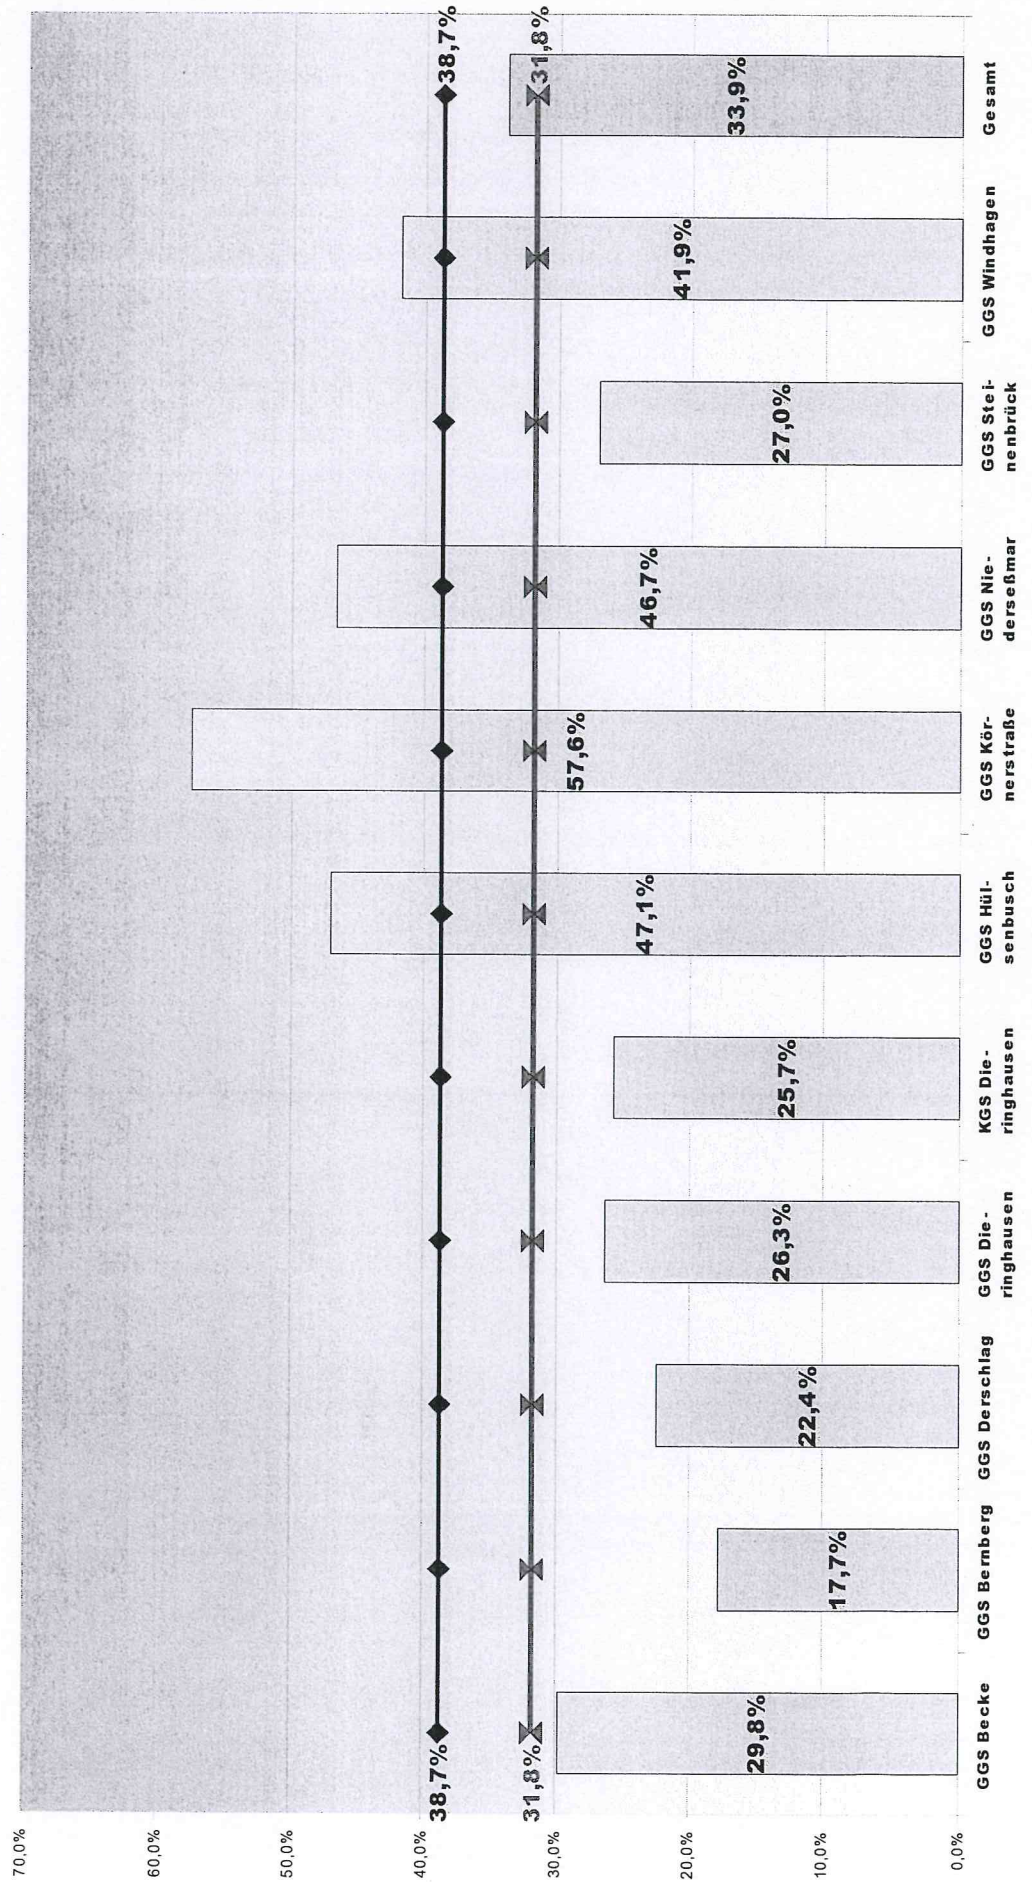 70,0%
60,0%
50,0%
40,0%
30,0%
20,0%
10,0%
0,0%
38,7%
38,7%
31,8%
31,8%
29,8%
17,7%
22,4%
26,3%
25,7%
47,1%
57,6%
46,7%
27,0%
41,9%
33,9%
GGS Becke
GGS Bernberg
GGS Derschlag
GGS Die-
ringhausen
KGS Die-
ringhausen
GGS Hül-
senbusch
GGS Kör-
nerstraße
GGS Nie-
derseßmar
GGS Stei-
nenbrück
GGS Windhagen
Gesamt